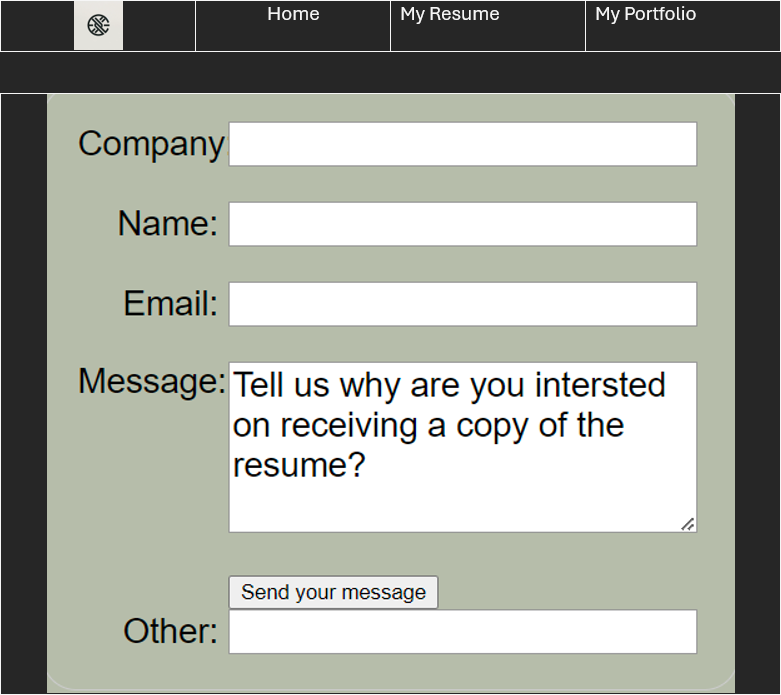 Home
My Resume
My Portfolio
Company
Name:
Email:
Message:
Tell us why are you intersted
on receiving a copy of the
resume?
Send your message
Other: